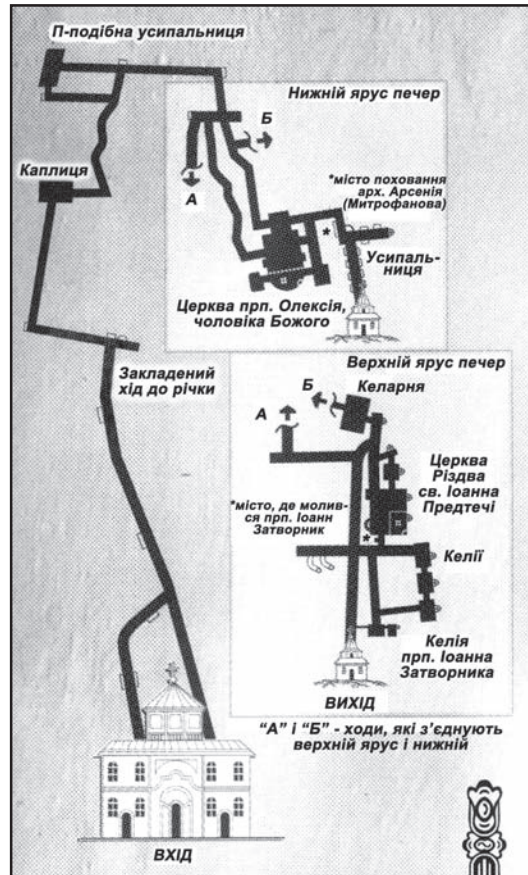 П-подібна усипальниця
Нижній ярус печер
Б
Каплиця
А
*місто поховання
арх. Арсенія
(Митрофанова)
Усипаль-
ниця
Церква прп. Олексія,
чоловіка Божого
*
Закладений
хід до річки
Верхній ярус печер
Б
Келарня
А
Церква
Різдва
св. Іоанна
Предтечі
*місто, де молив-
ся прп. Іоанн
Затворник
*
Келії
Келія
прп. Іоанна
Затворника
ВИХІД
“А” і “Б” - ходи, які з’єднують
верхній ярус і нижній
ВХІД